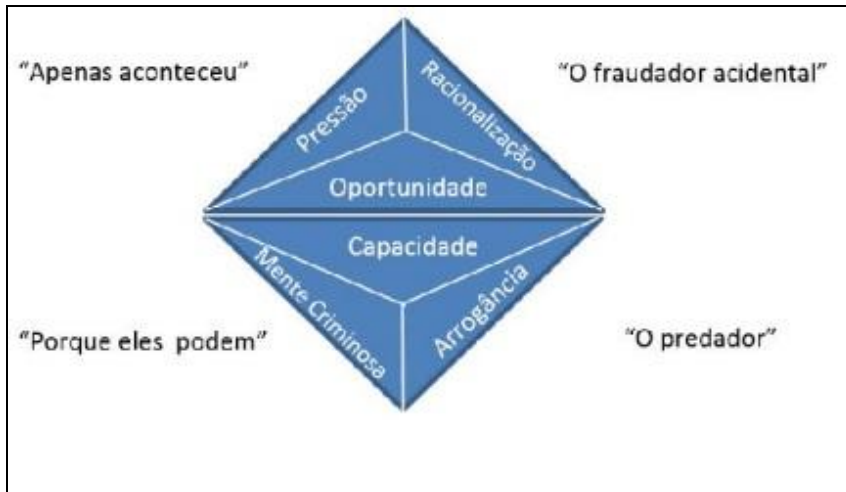 “Apenas aconteceu”
“O fraudador acidental”
Pressão
Racionalização
Oportunidade
Capacidade
Mente Criminosa
Arrogância
“Porque eles podem”
“O predador”